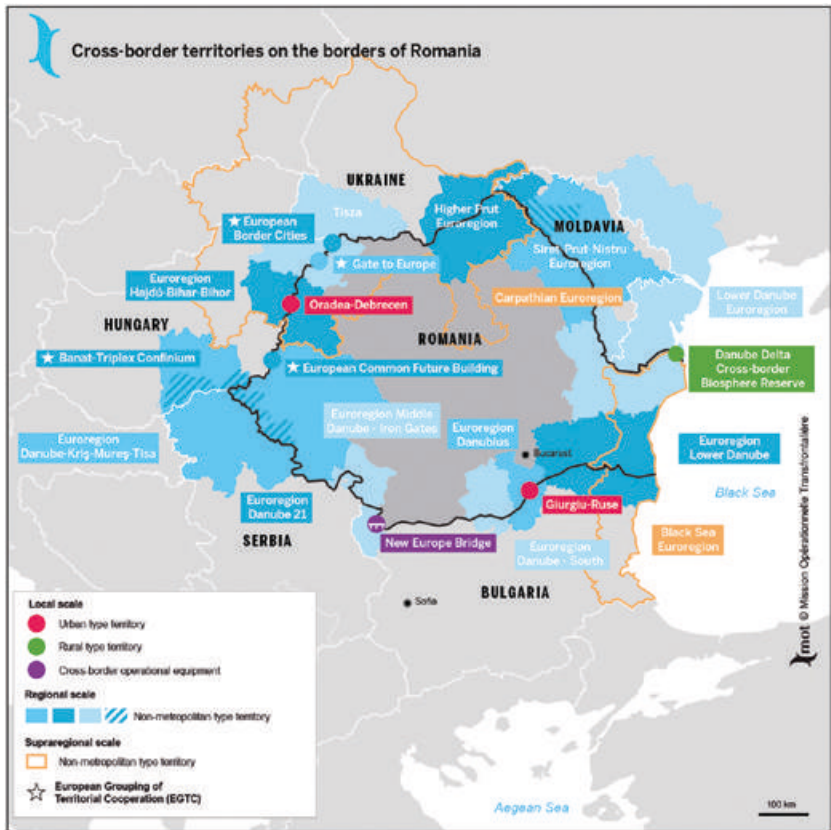 Cross-border territories on the borders of Romania
UKRAINE
Tisza
Higher Prut
Euroregion
MOLDAVIA
☆ European
Border Cities
Siret-Prut-Nistru
Euroregion
☆ Gate to Europe
Euroregion
Hajdú-Bihar-Bihor
Carpathian Euroregion
Lower Danube
Euroregion
Oradea-Debrecen
HUNGARY
ROMANIA
☆ Banat-Triplex Confinium
☆ European Common Future Building
Danube Delta
Cross-border
Biosphere Reserve
Euroregion Middle
Danube - Iron Gates
Euroregion
Danubius
Euroregion
Danube-Kriş-Mureş-Tisa
Bucarest
Euroregion
Lower Danube
Black Sea
Euroregion
Danube 21
Giurgiu-Ruse
SERBIA
New Europe Bridge
Euroregion
Danube - South
Black Sea
Euroregion
BULGARIA
Sofia
Local scale
Urban type territory
Rural type territory
Cross-border operational equipment
Regional scale
Non-metropolitan type territory
Supraregional scale
Non-metropolitan type territory
European Grouping of
Territorial Cooperation (EGTC)
Aegean Sea
100 km
mot © Mission Opérationnelle Transfrontalière